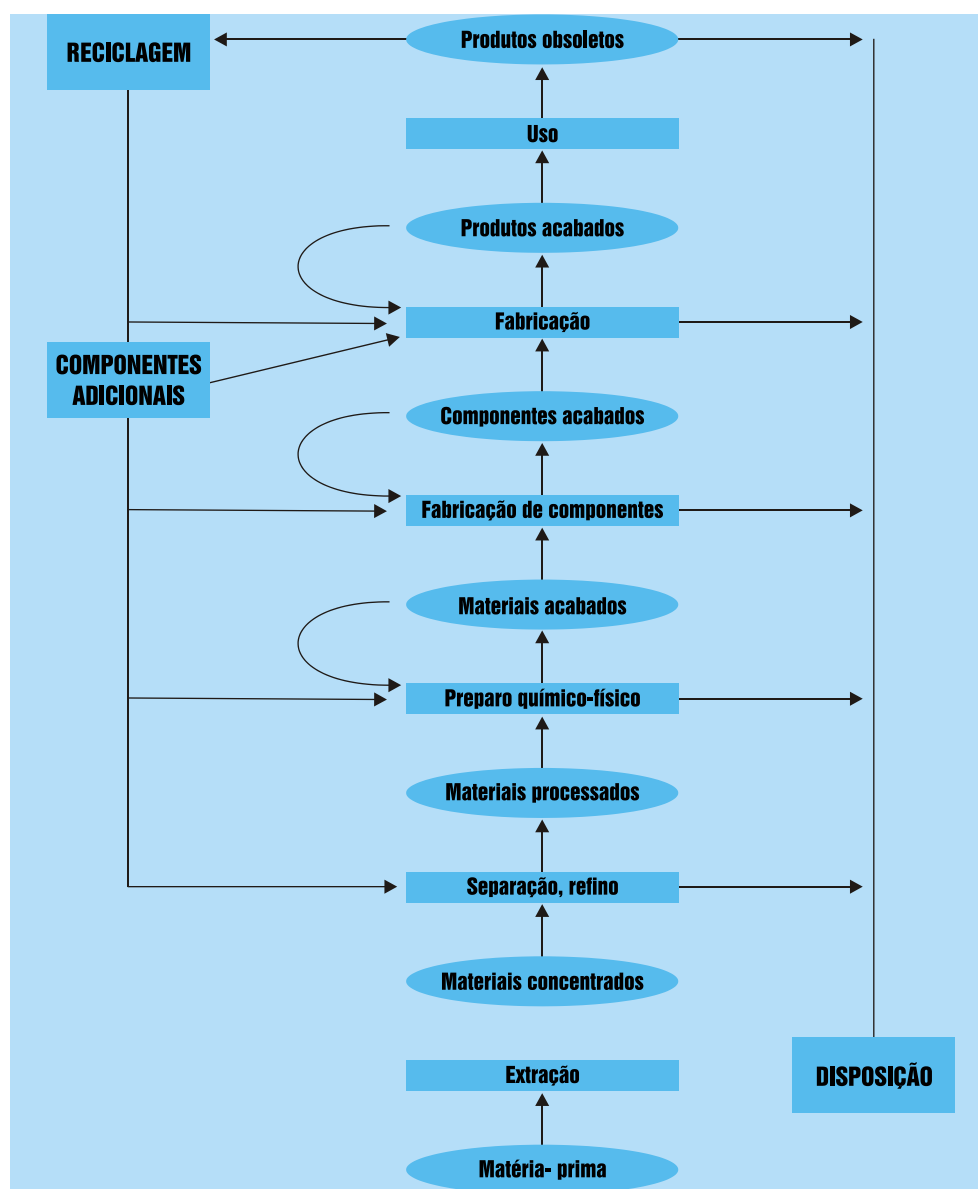 RECICLAGEM
Produtos obsoletos
Uso
Produtos acabados
Fabricação
COMPONENTES
ADICIONAIS
Componentes acabados
Fabricação de componentes
Materiais acabados
Preparo químico-físico
Materiais processados
Separação, refino
Materiais concentrados
Extração
DISPOSIÇÃO
Matéria- prima